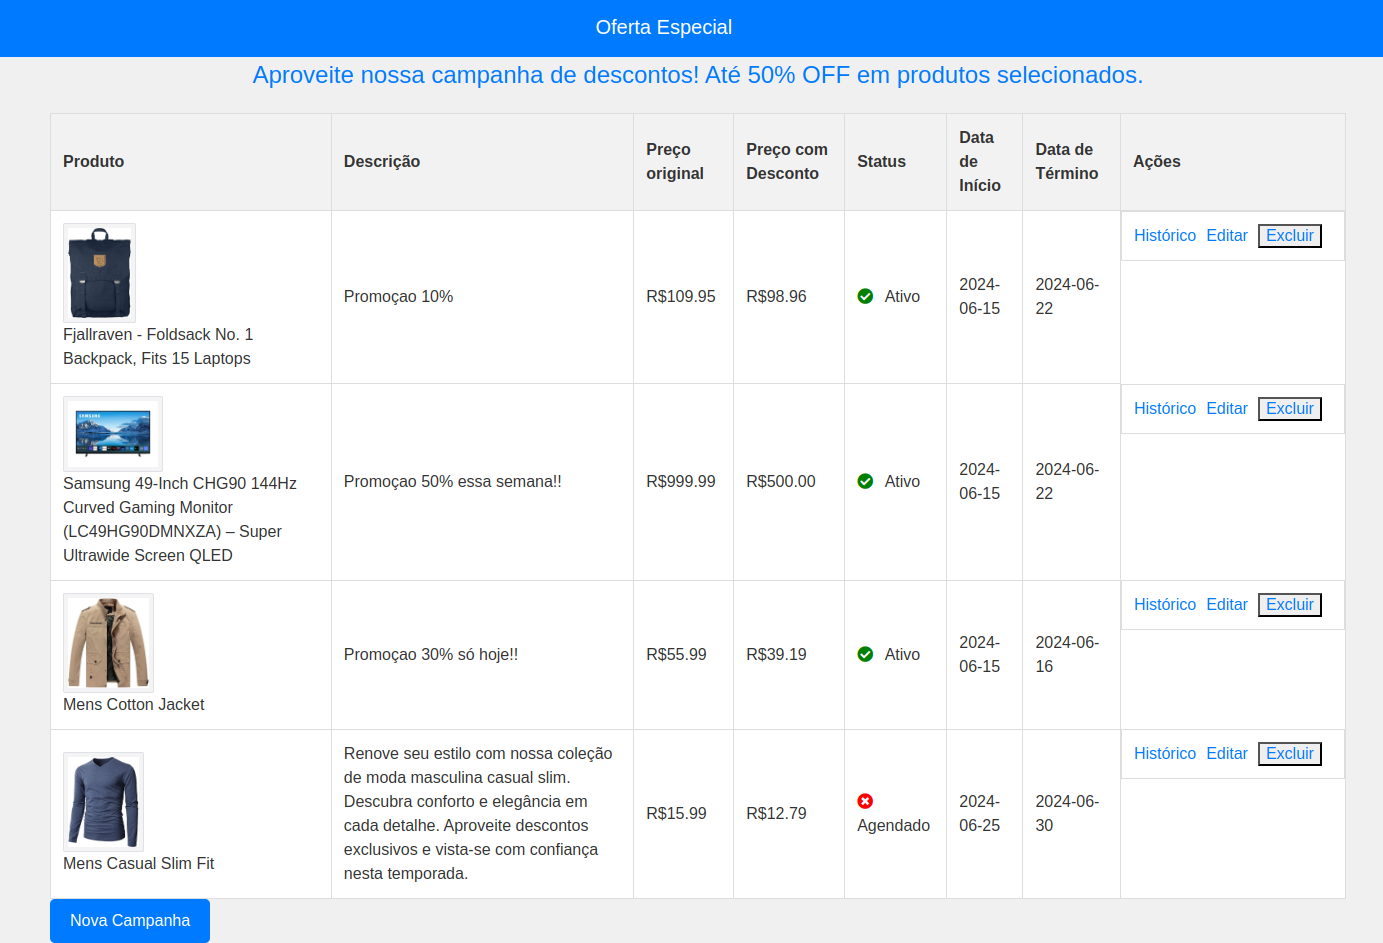 Oferta Especial
Aproveite nossa campanha de descontos! Até 50% OFF em produtos selecionados.
Produto
Descrição
Preço
original
Preço com
Desconto
Status
Data
de
Início
Data de
Término
Ações
Fjallraven - Foldsack No. 1
Backpack, Fits 15 Laptops
Promoçao 10%
R$109.95
R$98.96
Ativo
2024-
06-15
2024-06-
22
Histórico Editar Excluir
SAMSUNG
Samsung 49-Inch CHG90 144Hz
Curved Gaming Monitor
(LC49HG90DMNXZA) – Super
Ultrawide Screen QLED
Promoçao 50% essa semana!!
R$999.99
R$500.00
Ativo
2024-
06-15
2024-06-
22
Histórico Editar Excluir
Mens Cotton Jacket
Promoçao 30% só hoje!!
R$55.99
R$39.19
Ativo
2024-
06-15
2024-06-
16
Histórico Editar Excluir
Mens Casual Slim Fit
Renove seu estilo com nossa coleção
de moda masculina casual slim.
Descubra conforto e elegância em
cada detalhe. Aproveite descontos
exclusivos e vista-se com confiança
nesta temporada.
R$15.99
R$12.79
Agendado
2024-
06-25
2024-06-
30
Histórico Editar Excluir
Nova Campanha